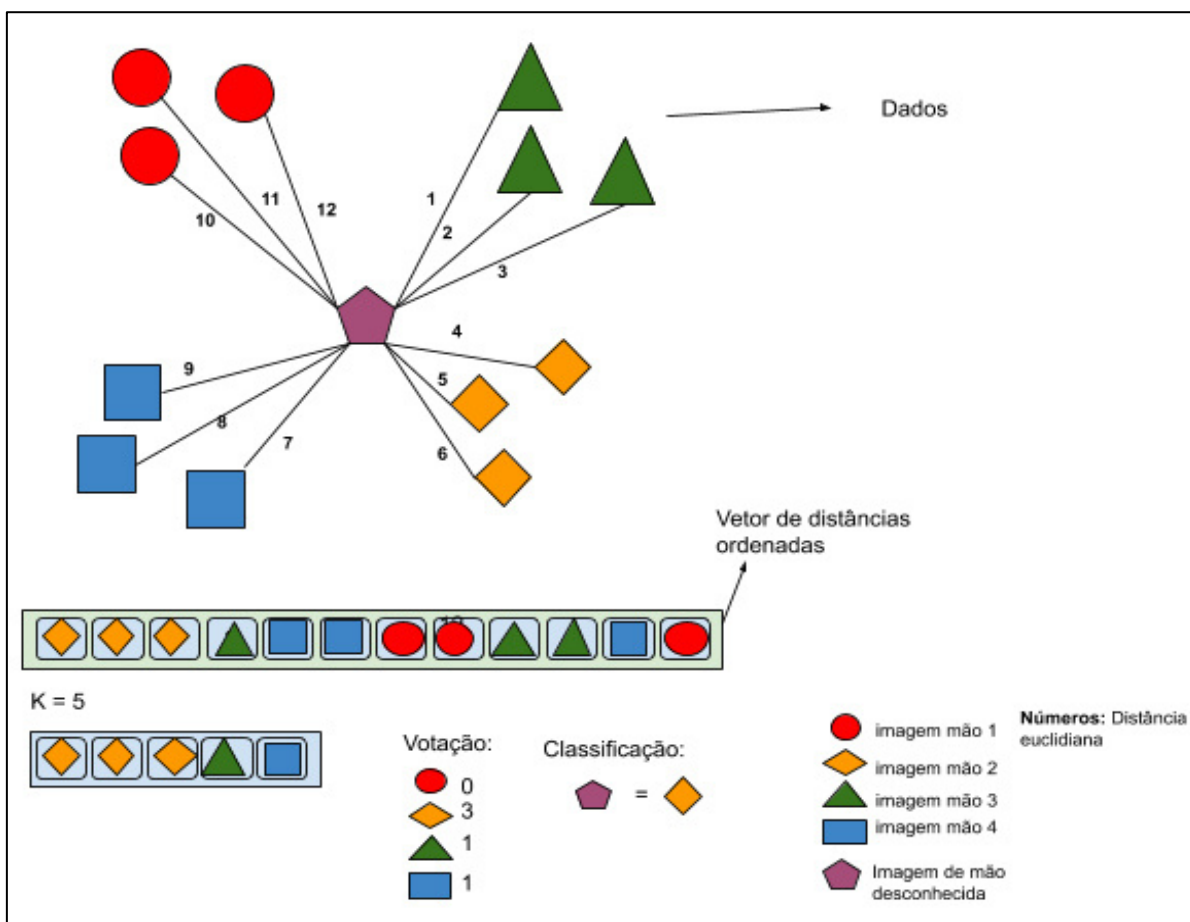 Dados
1
11
12
10
2
3
4
9
5
8
7
6
Vetor de distâncias
ordenadas
K = 5
Votação:
0
3
1
1
Classificação:
=
imagem mão 1
imagem mão 2
imagem mão 3
imagem mão 4
Imagem de mão
desconhecida
Números: Distância
euclidiana